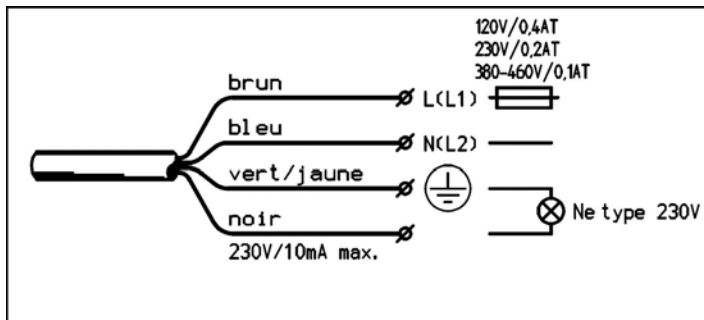 120V/0,4AT
230V/0,2AT
380-460V/0,1AT
brun
L(L1)
bleu
N(L2)
vert/jaune
noir
Ne type 230V
230V/10mA max.